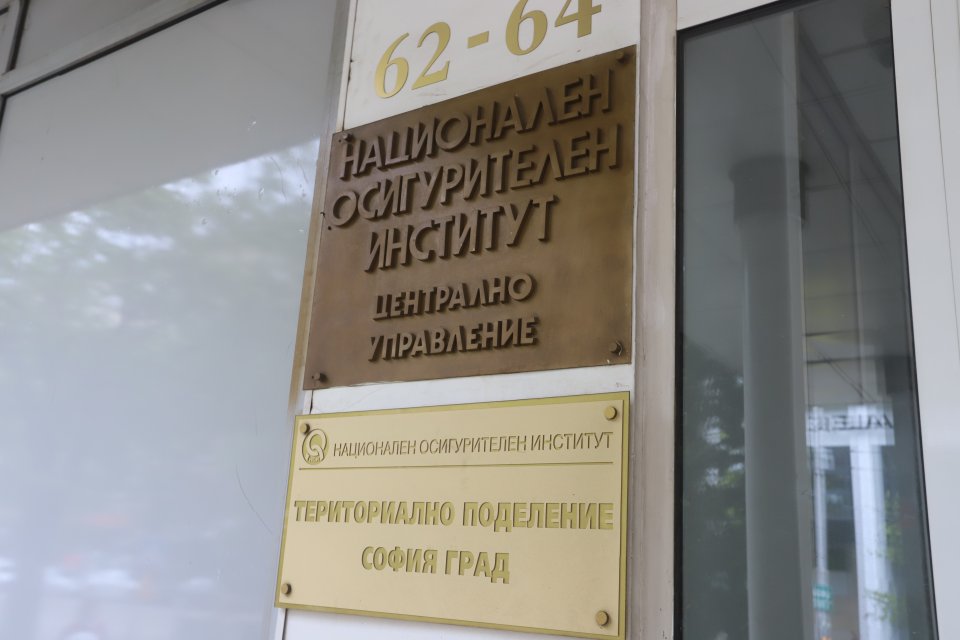 62-64
НАЦИОНАЛЕН
ОСИГУРИТЕЛЕН
ИНСТИТУТ
ЦЕНТРАЛНО
УПРАВЛЕНИЕ
НАЦИОНАЛЕН ОСИГУРИТЕЛЕН ИНСТИТУТ
ТЕРИТОРИАЛНО ПОДЕЛЕНИЕ
СОФИЯ ГРАД